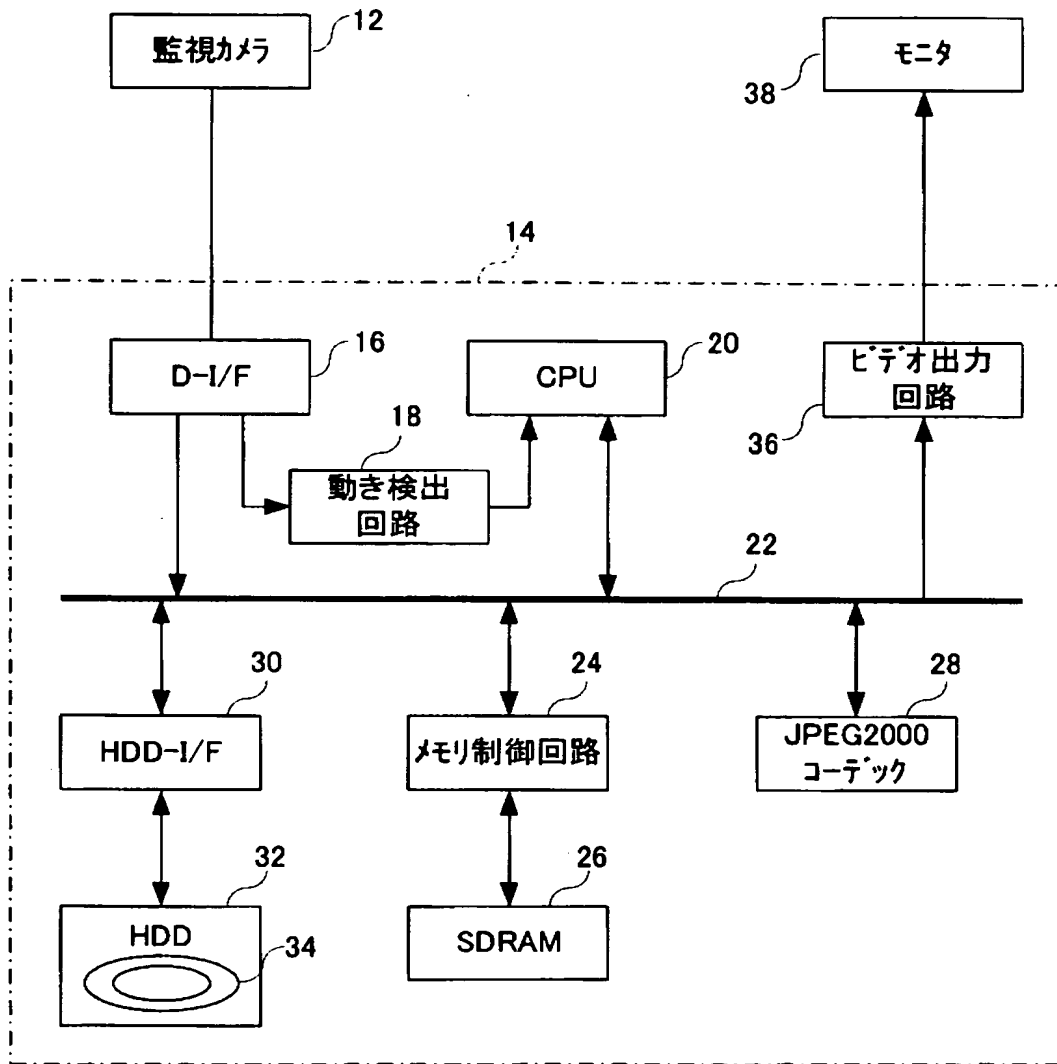 監視カメラ
12
モニタ
38
14
D-I/F
16
CPU
20
ビデオ出力
回路
36
18
動き検出
回路
22
30
HDD-I/F
24
メモリ制御回路
28
JPEG2000
コーデック
32
HDD
34
26
SDRAM